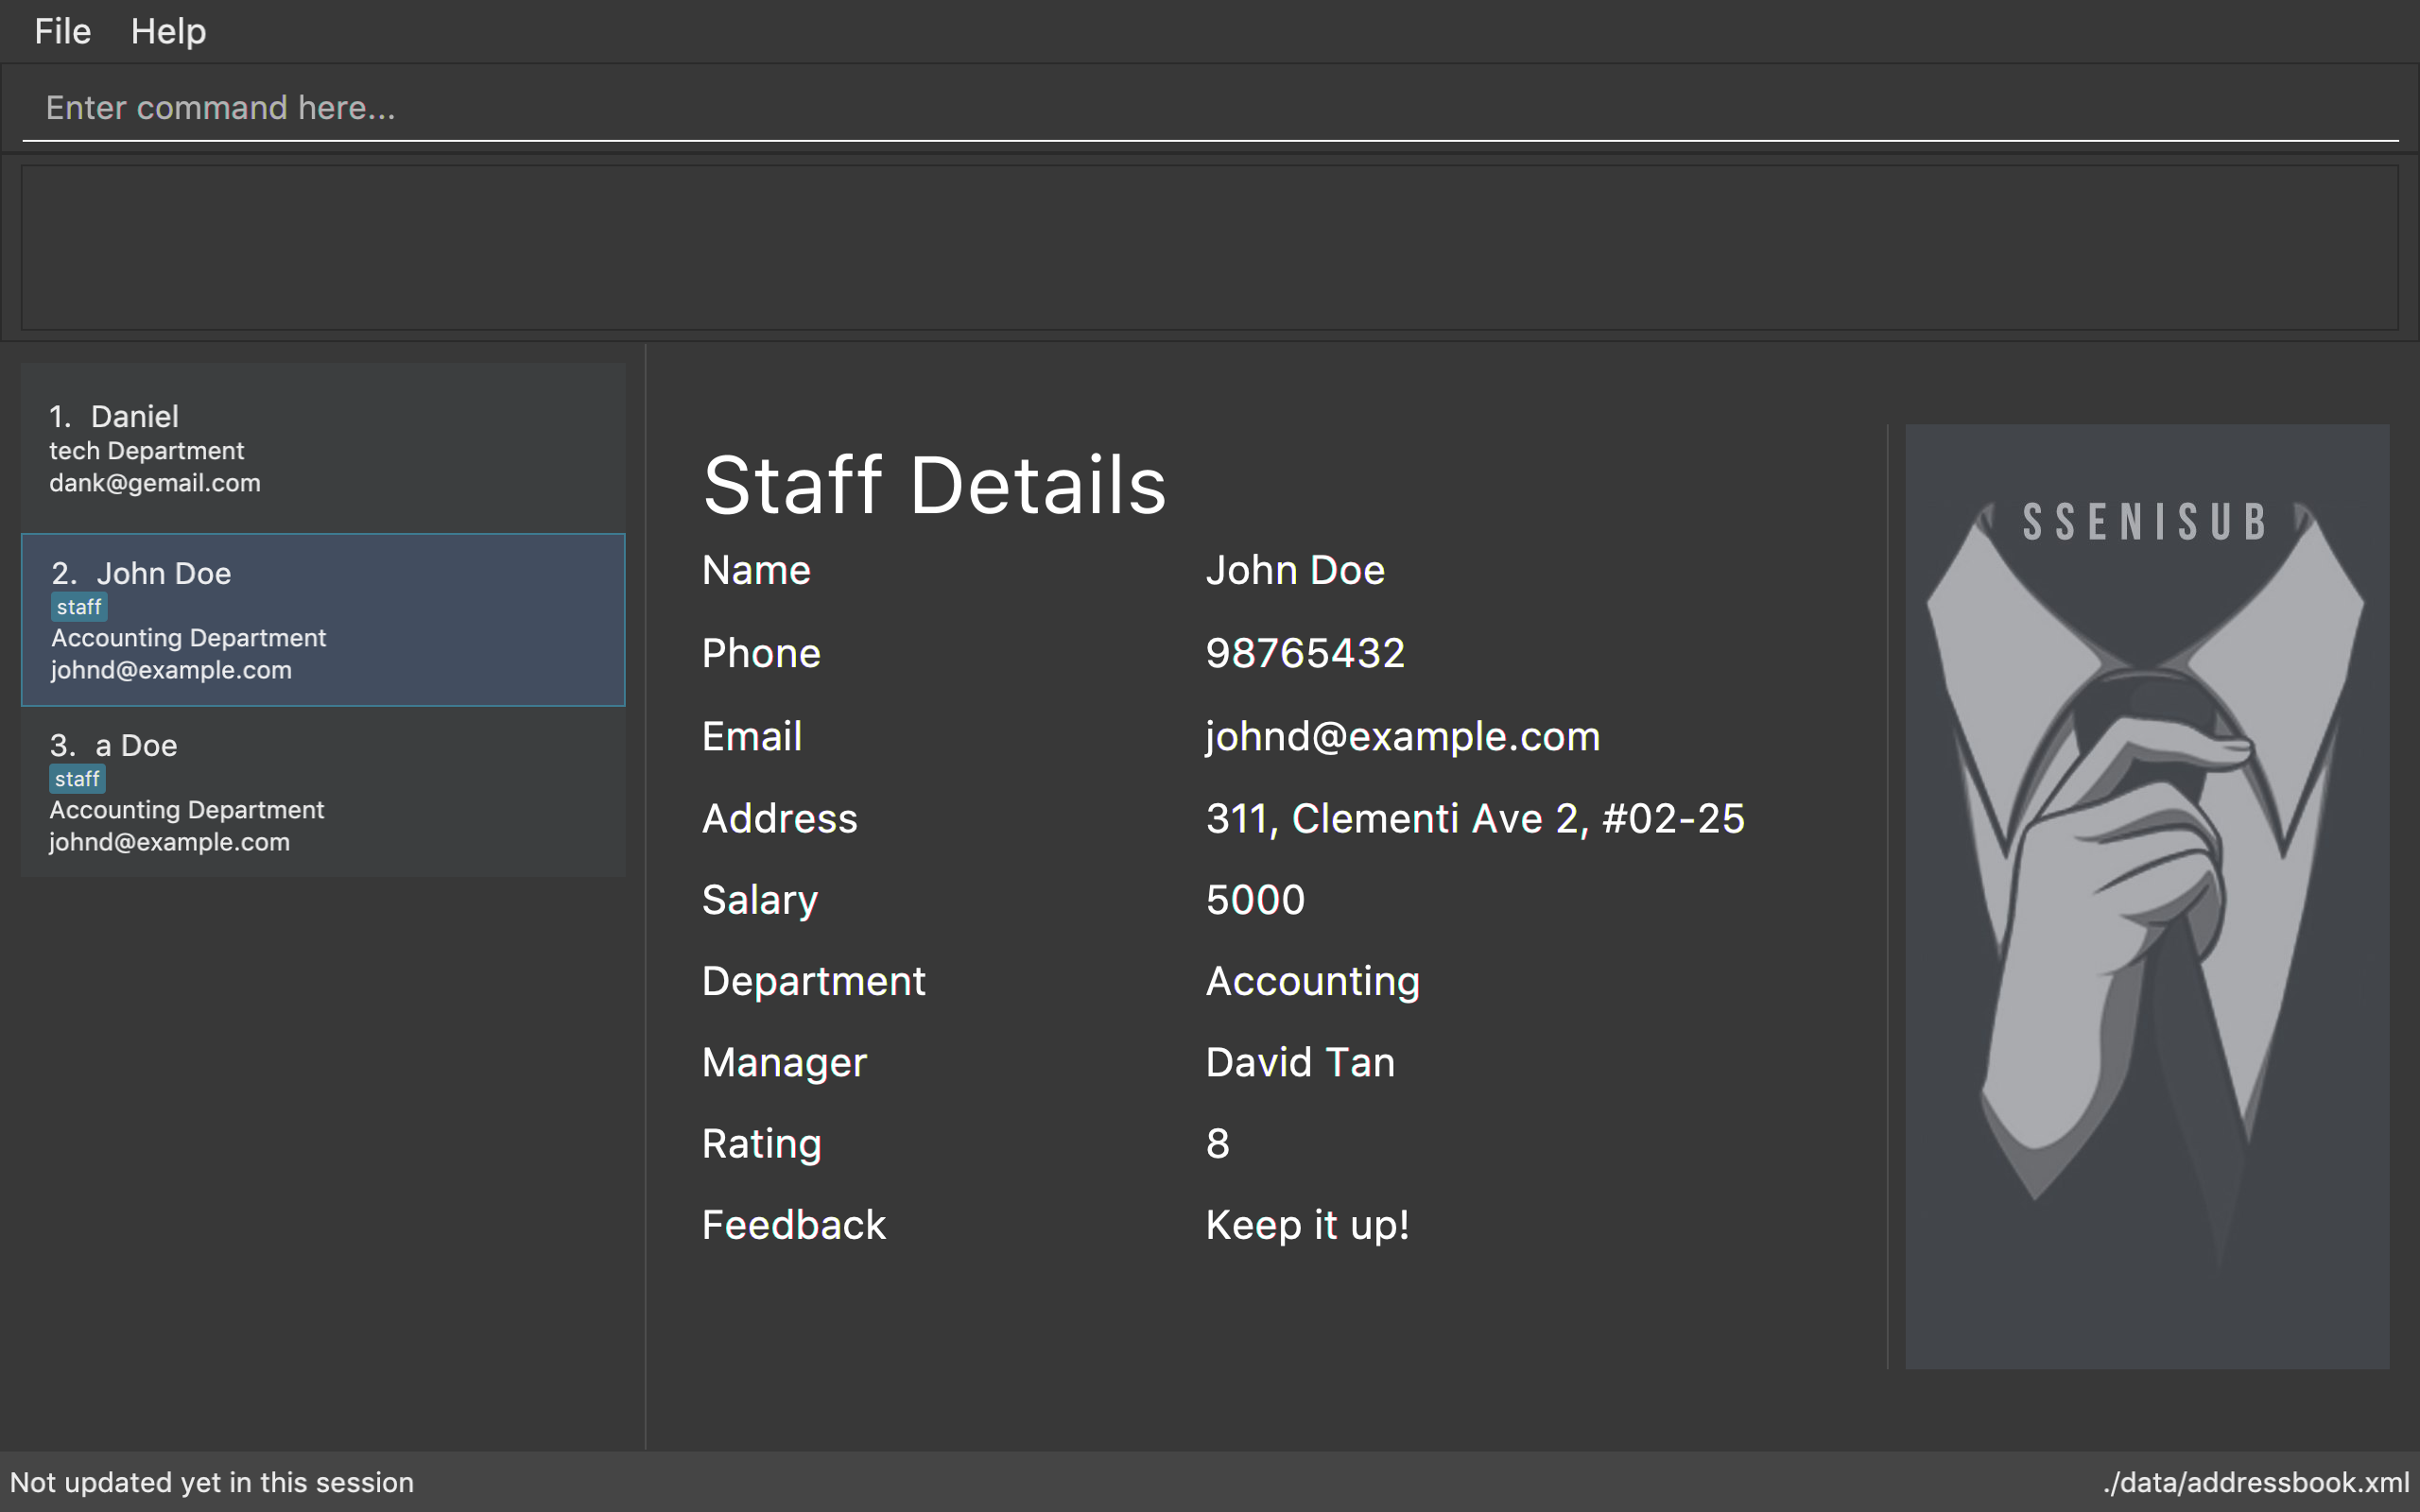 File Help
Enter command here...
1. Daniel
tech Department
dank@gemail.com
2. John Doe
staff
Accounting Department
johnd@example.com
3. a Doe
staff
Accounting Department
johnd@example.com
Staff Details
Name John Doe
Phone 98765432
Email johnd@example.com
Address 311, Clementi Ave 2, #02-25
Salary 5000
Department Accounting
Manager David Tan
Rating 8
Feedback Keep it up!
SSENISUB
Not updated yet in this session
./data/addressbook.xml